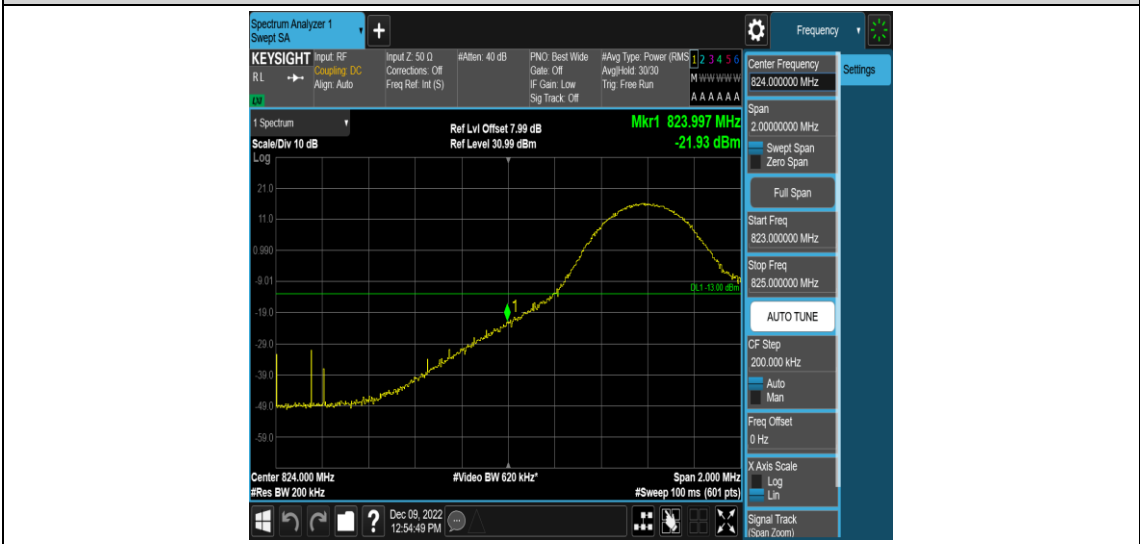 Spectrum Analyzer 1
Swept SA
+
Frequency
KEYSIGHT
RL
LXI
Input: RF
Coupling: DC
Align: Auto
Input Z: 50 Ω
Corrections: Off
Freq Ref: Int (S)
#Atten: 40 dB
PNO: Best Wide
Gate: Off
IF Gain: Low
Sig Track: Off
#Avg Type: Power (RMS
Avg|Hold: 30/30
Trig: Free Run
1 2 3 4 5 6
M W W W W W
A A A A A A
1 Spectrum
Scale/Div 10 dB
Log
Ref Lvl Offset 7.99 dB
Ref Level 30.99 dBm
Mkr1 823.997 MHz
-21.93 dBm
21.0
11.0
0.990
-9.01
-19.0
-29.0
-39.0
-49.0
-59.0
DL1 -13.00 dBm
1
Center 824.000 MHz
#Res BW 200 kHz
#Video BW 620 kHz*
Span 2.000 MHz
#Sweep 100 ms (601 pts)
Center Frequency
824.000000 MHz
Settings
Span
2.00000000 MHz
Swept Span
Zero Span
Full Span
Start Freq
823.000000 MHz
Stop Freq
825.000000 MHz
AUTO TUNE
CF Step
200.000 kHz
Auto
Man
Freq Offset
0 Hz
X Axis Scale
Log
Lin
Signal Track
(Span Zoom)
?
Dec 09, 2022
12:54:49 PM